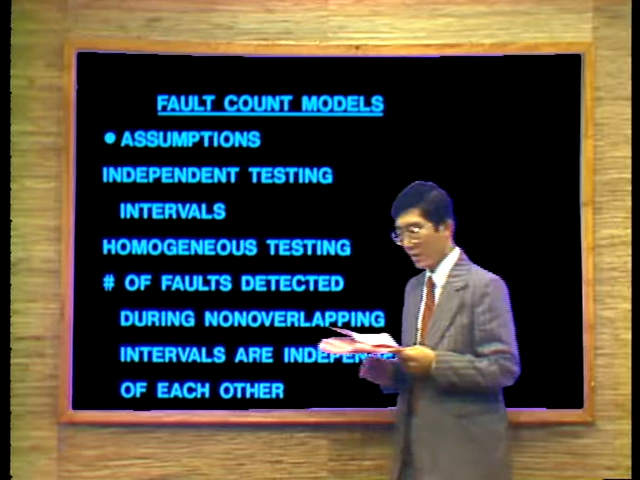 FAULT COUNT MODELS
• ASSUMPTIONS
INDEPENDENT TESTING
INTERVALS
HOMOGENEOUS TESTING
# OF FAULTS DETECTED
DURING NONOVERLAPPING
INTERVALS ARE
OF EACH OTHER